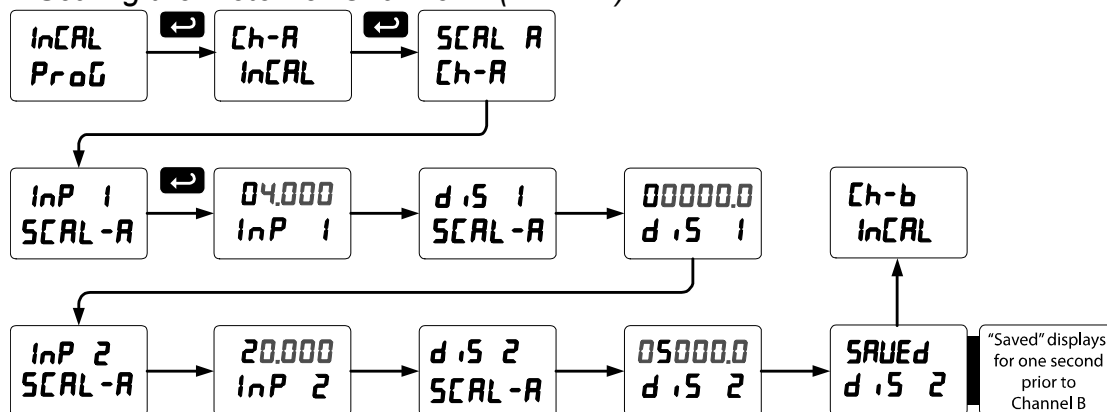 InCAL
ProG
Ch-A
InCAL
SCAL A
Ch-A
InP 1
SCAL-A
04.000
InP 1
diS 1
SCAL-A
00000.0
diS 1
Ch-b
InCAL
InP 2
SCAL-A
20.000
InP 2
diS 2
SCAL-A
05000.0
diS 2
SAVEd
diS 2
"Saved" displays
for one second
prior to
Channel B